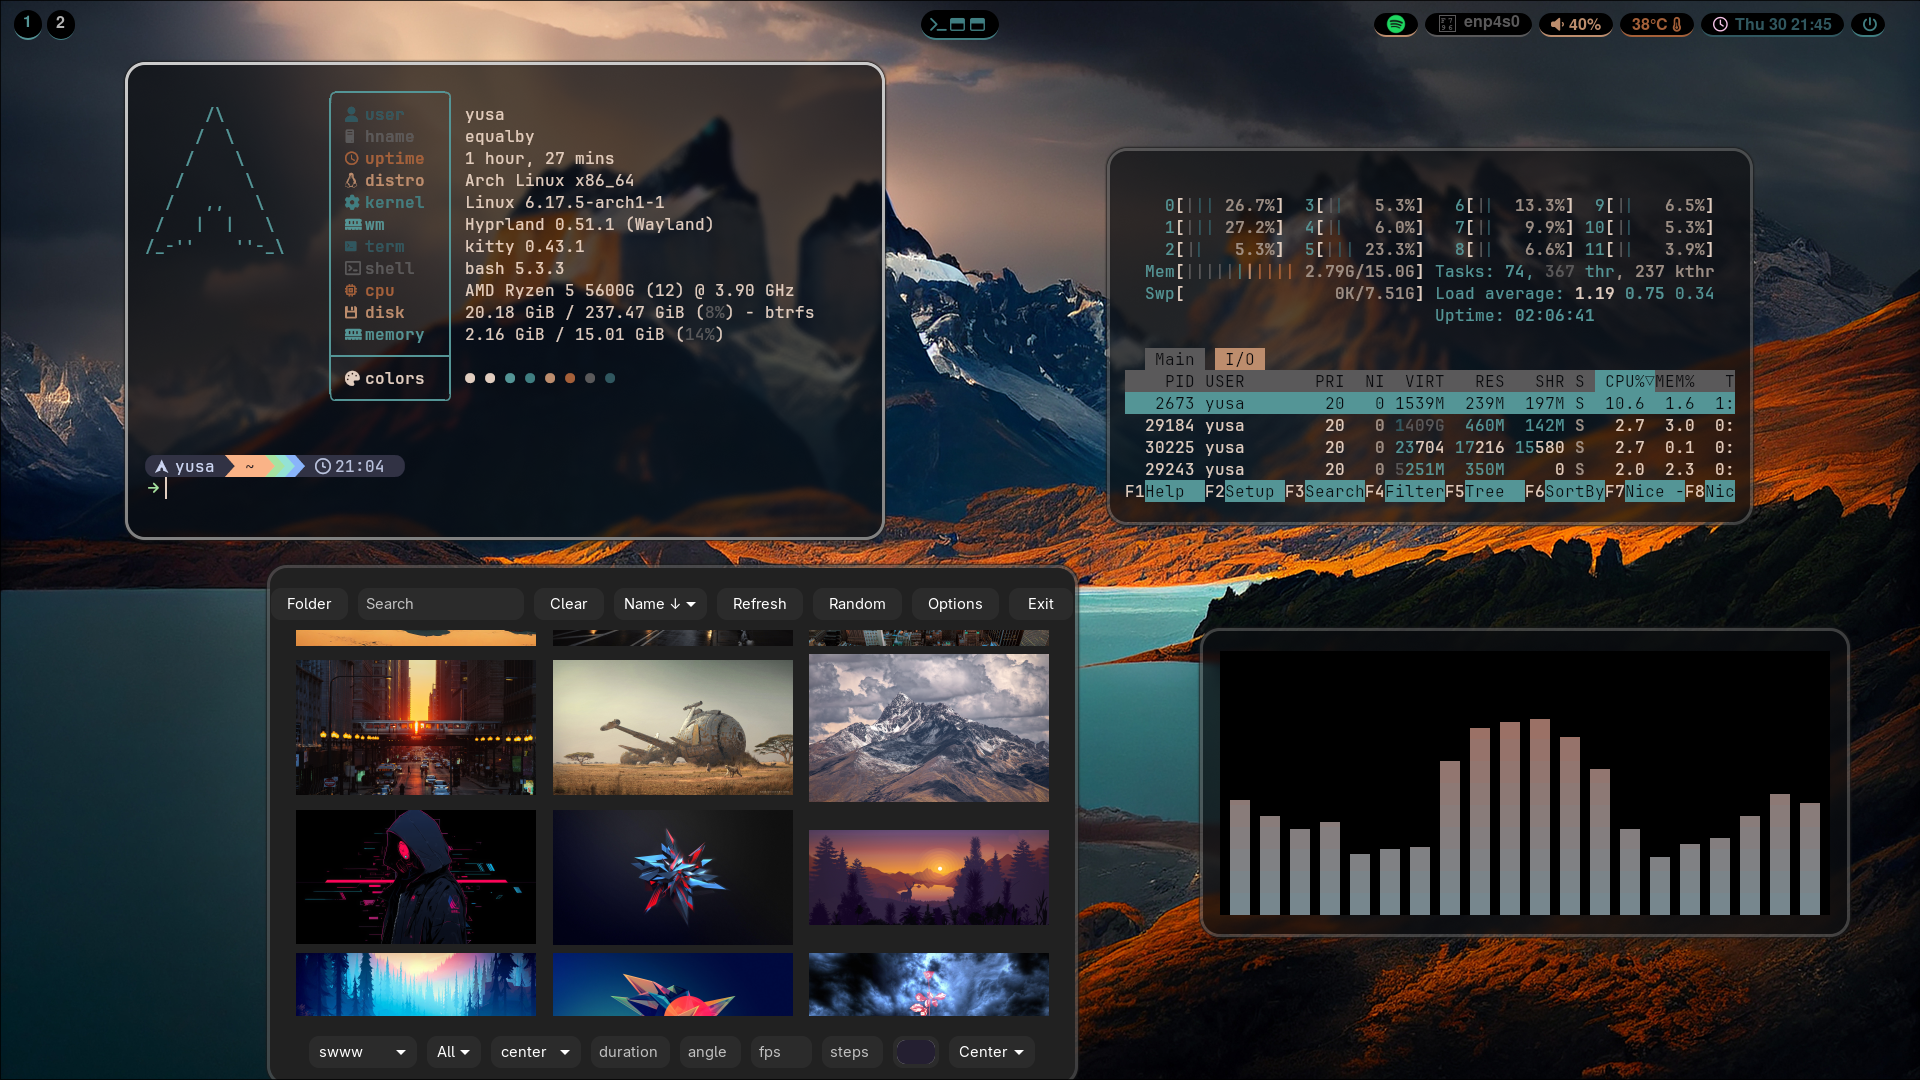 1 2
enp4s0 40% 38°C Thu 30 21:45
user yusa
hname equalby
uptime 1 hour, 27 mins
distro Arch Linux x86_64
kernel Linux 6.17.5-arch1-1
wm Hyprland 0.51.1 (Wayland)
term kitty 0.43.1
shell bash 5.3.3
cpu AMD Ryzen 5 5600G (12) @ 3.90 GHz
disk 20.18 GiB / 237.47 GiB (8%) - btrfs
memory 2.16 GiB / 15.01 GiB (14%)
colors
yusa ~ 21:04
0[||| 26.7%] 3[|| 5.3%] 6[|| 13.3%] 9[|| 6.5%]
1[||| 27.2%] 4[|| 6.0%] 7[|| 9.9%] 10[|| 5.3%]
2[|| 5.3%] 5[||| 23.3%] 8[|| 6.6%] 11[|| 3.9%]
Mem[||||||||||| 2.79G/15.0G] Tasks: 74, 367 thr, 237 kthr
Swp[ 0K/7.51G] Load average: 1.19 0.75 0.34
Uptime: 02:06:41
Main I/O
PID USER PRI NI VIRT RES SHR S CPU%▽MEM% T
2673 yusa 20 0 1539M 239M 197M S 10.6 1.6 1:
29184 yusa 20 0 1409G 460M 142M S 2.7 3.0 0:
30225 yusa 20 0 23704 17216 15580 S 2.7 0.1 0:
29243 yusa 20 0 5251M 350M 0 S 2.0 2.3 0:
F1Help F2Setup F3SearchF4FilterF5Tree F6SortByF7Nice -F8Nic
Folder Search Clear Name ↓ Refresh Random Options Exit
swww All center duration angle fps steps Center